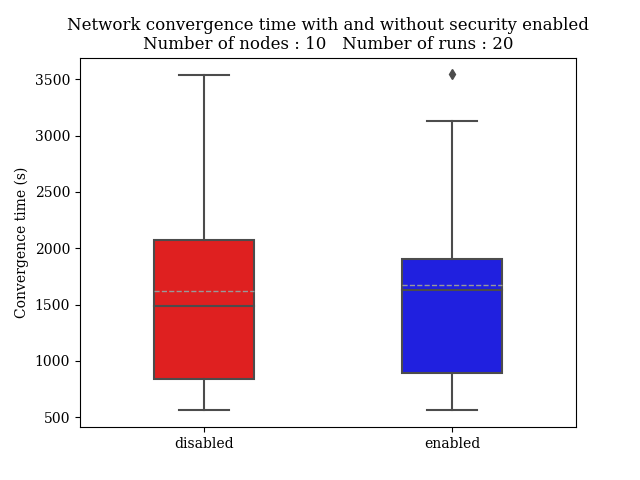 Network convergence time with and without security enabled
Number of nodes : 10   Number of runs : 20
Convergence time (s)
3500
3000
2500
2000
1500
1000
500
disabled
enabled